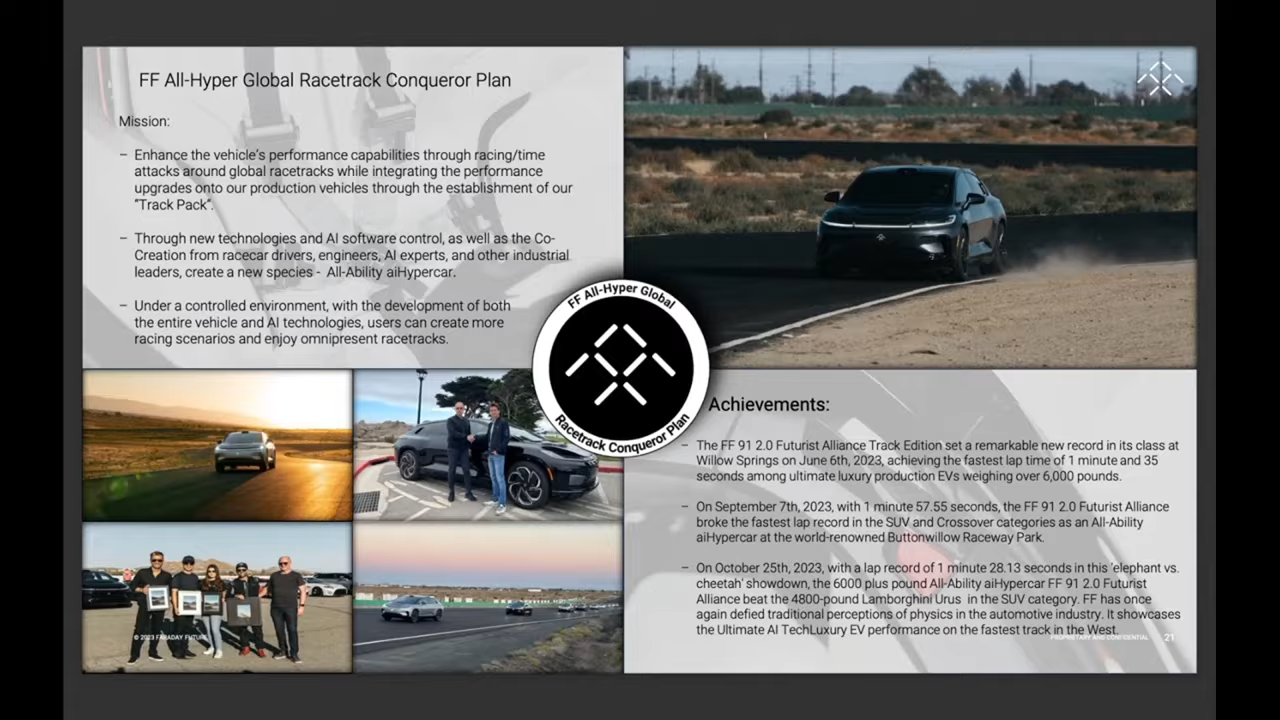 FF All-Hyper Global Racetrack Conqueror Plan
Mission:
– Enhance the vehicle's performance capabilities through racing/time
attacks around global racetracks while integrating the performance
upgrades onto our production vehicles through the establishment of our
“Track Pack”.
– Through new technologies and AI software control, as well as the Co-
Creation from racecar drivers, engineers, AI experts, and other industrial
leaders, create a new species - All-Ability aiHypercar.
– Under a controlled environment, with the development of both
the entire vehicle and AI technologies, users can create more
racing scenarios and enjoy omnipresent racetracks.
FF All-Hyper Global
Racetrack Conqueror Plan
Achievements:
– The FF 91 2.0 Futurist Alliance Track Edition set a remarkable new record in its class at
Willow Springs on June 6th, 2023, achieving the fastest lap time of 1 minute and 35
seconds among ultimate luxury production EVs weighing over 6,000 pounds.
– On September 7th, 2023, with 1 minute 57.55 seconds, the FF 91 2.0 Futurist Alliance
broke the fastest lap record in the SUV and Crossover categories as an All-Ability
aiHypercar at the world-renowned Buttonwillow Raceway Park.
– On October 25th, 2023, with a lap record of 1 minute 28.13 seconds in this 'elephant vs.
cheetah' showdown, the 6000 plus pound All-Ability aiHypercar FF 91 2.0 Futurist
Alliance beat the 4800-pound Lamborghini Urus in the SUV category. FF has once
again defied traditional perceptions of physics in the automotive industry. It showcases
the Ultimate AI TechLuxury EV performance on the fastest track in the West.
© 2023 FARADAY FUTURE
PROPRIETARY AND CONFIDENTIAL 21